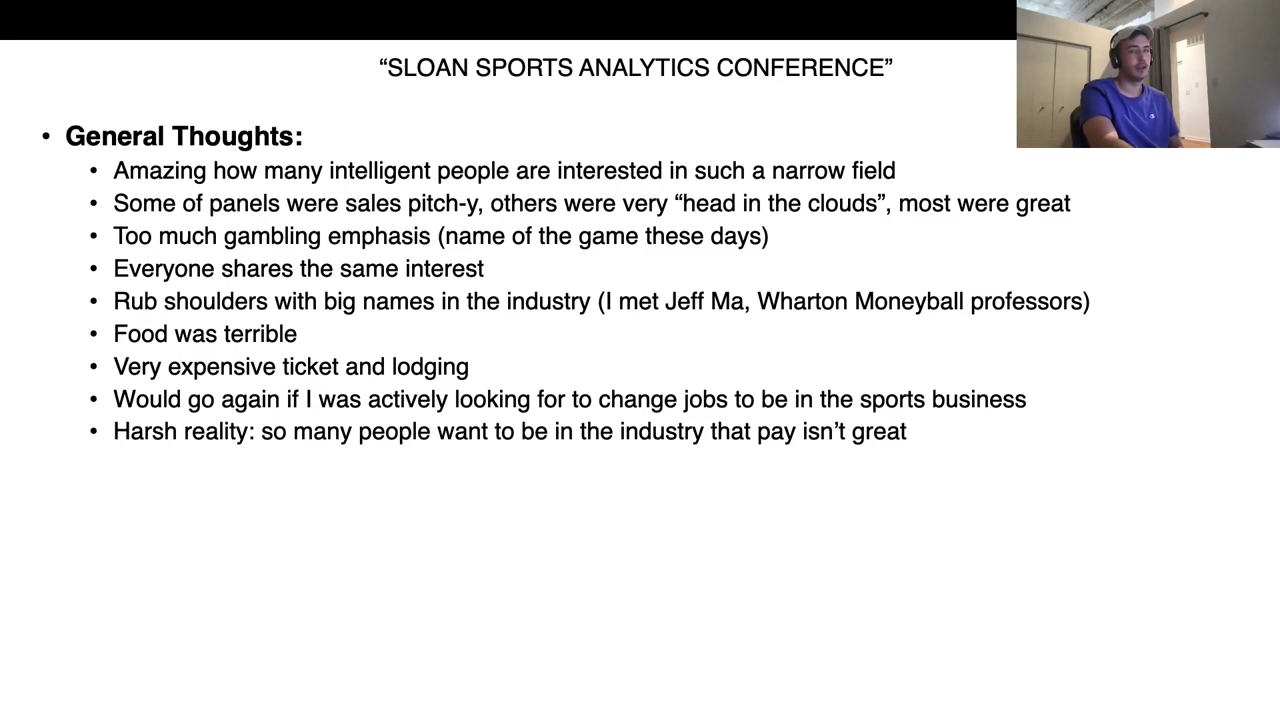 “SLOAN SPORTS ANALYTICS CONFERENCE”
• General Thoughts:
• Amazing how many intelligent people are interested in such a narrow field
• Some of panels were sales pitch-y, others were very “head in the clouds”, most were great
• Too much gambling emphasis (name of the game these days)
• Everyone shares the same interest
• Rub shoulders with big names in the industry (I met Jeff Ma, Wharton Moneyball professors)
• Food was terrible
• Very expensive ticket and lodging
• Would go again if I was actively looking for to change jobs to be in the sports business
• Harsh reality: so many people want to be in the industry that pay isn’t great